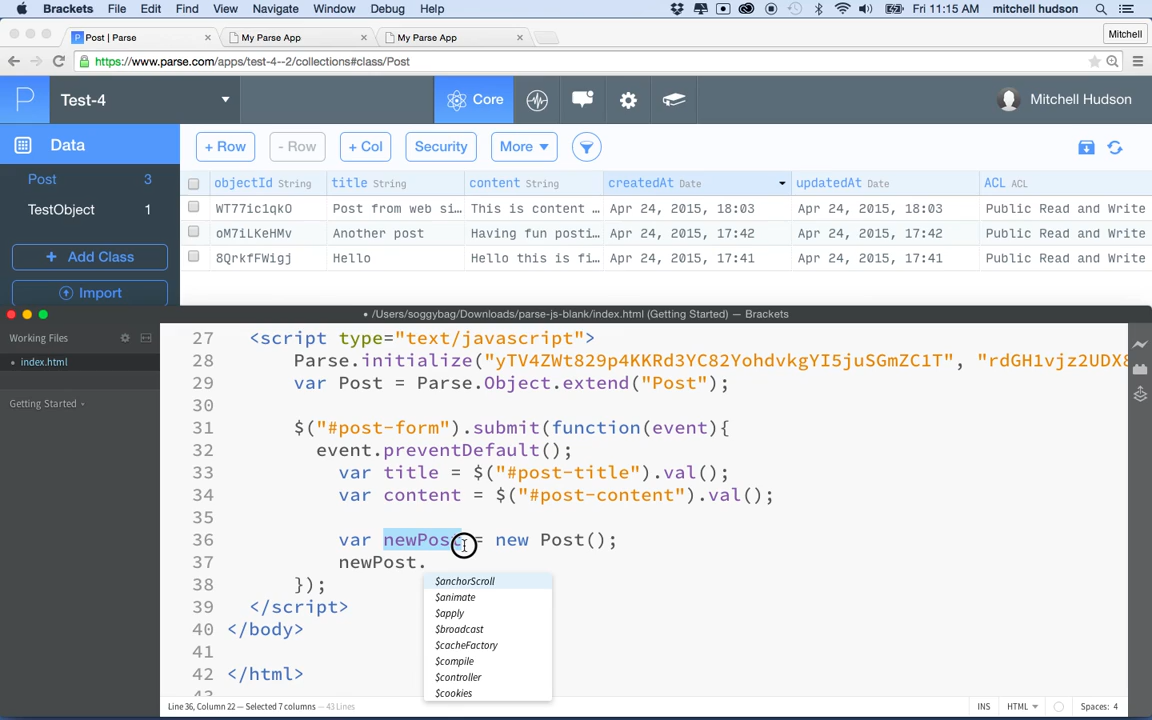 Brackets File Edit Find View Navigate Window Debug Help Fri 11:15 AM mitchell hudson
Post | Parse My Parse App My Parse App Mitchell
https://www.parse.com/apps/test-4--2/collections#class/Post
P Test-4 Core Mitchell Hudson
Data + Row - Row + Col Security More
Post 3
TestObject 1
+ Add Class
Import
objectId String title String content String createdAt Date updatedAt Date ACL ACL
WT77ic1qkO Post from web si... This is content ... Apr 24, 2015, 18:03 Apr 24, 2015, 18:03 Public Read and Write
oM7iLKeHMv Another post Having fun posti... Apr 24, 2015, 17:42 Apr 24, 2015, 17:42 Public Read and Write
8QrkfFWigj Hello Hello this is fi... Apr 24, 2015, 17:41 Apr 24, 2015, 17:41 Public Read and Write
• /Users/soggybag/Downloads/parse-js-blank/index.html (Getting Started) — Brackets
Working Files
• index.html
Getting Started
27 <script type="text/javascript">
28 Parse.initialize("yTV4ZWt829p4KKRd3YC82YohdvkgYI5juSGmZC1T", "rdGH1vjz2UDX8
29 var Post = Parse.Object.extend("Post");
30
31 $("#post-form").submit(function(event){
32 event.preventDefault();
33 var title = $("#post-title").val();
34 var content = $("#post-content").val();
35
36 var newPost = new Post();
37 newPost.
38 });
39 </script>
40 </body>
41
42 </html>
43
$anchorScroll
$animate
$apply
$broadcast
$cacheFactory
$compile
$controller
$cookies
Line 36, Column 22 — Selected 7 columns — 43 Lines INS HTML Spaces: 4